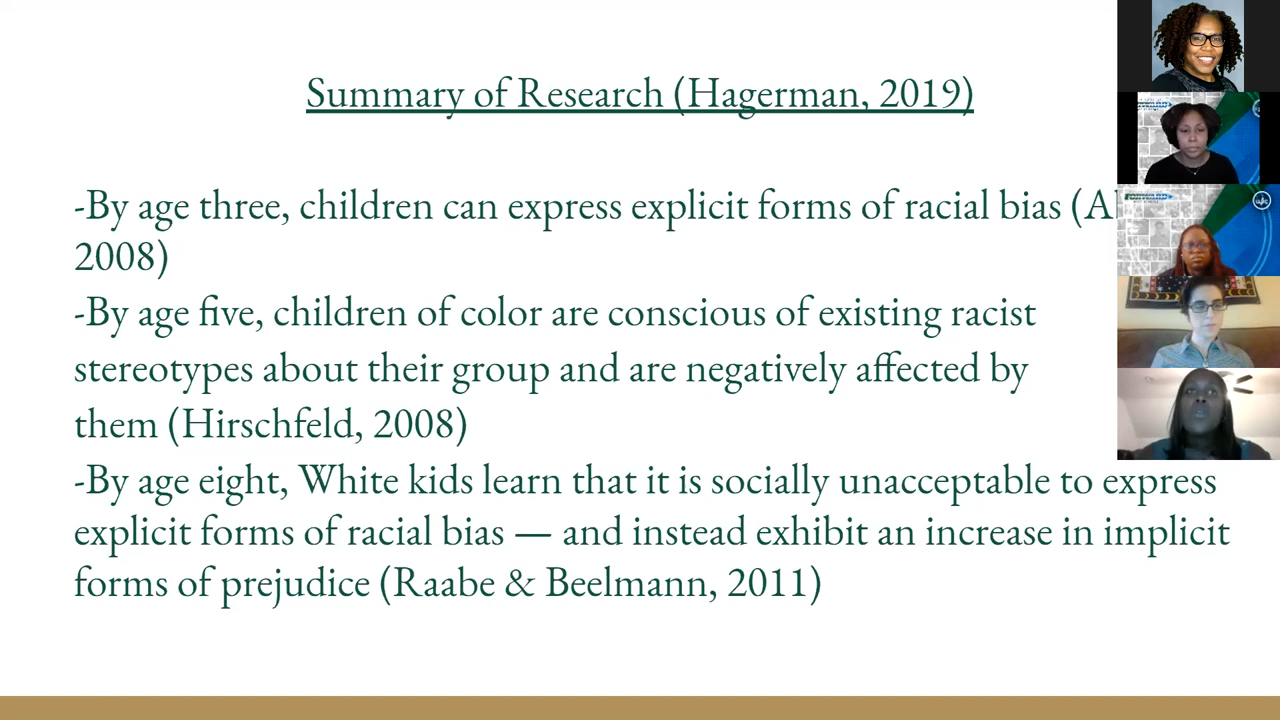 Summary of Research (Hagerman, 2019)
-By age three, children can express explicit forms of racial bias (A
2008)
-By age five, children of color are conscious of existing racist
stereotypes about their group and are negatively affected by
them (Hirschfeld, 2008)
-By age eight, White kids learn that it is socially unacceptable to express
explicit forms of racial bias — and instead exhibit an increase in implicit
forms of prejudice (Raabe & Beelmann, 2011)